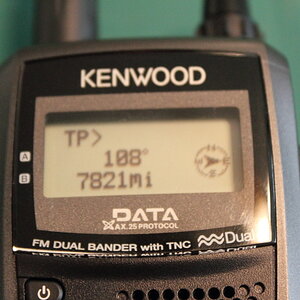 KENWOOD
TP>
A
108°
B
7821mi
DATA
AX.25 PROTOCOL
FM DUAL BANDER with TNC Dual